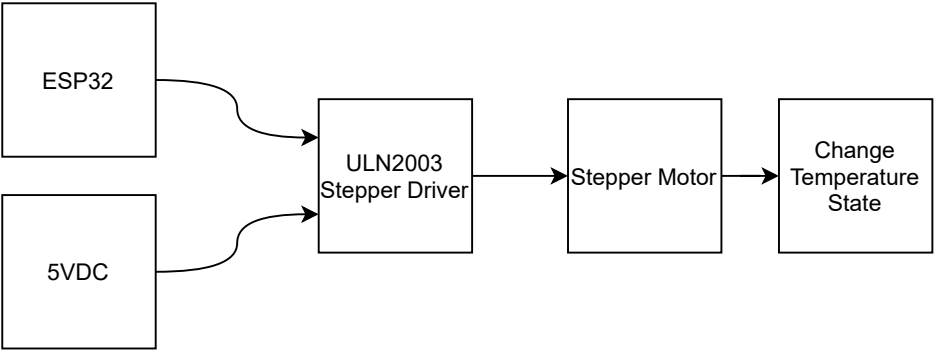 ESP32
5VDC
ULN2003
Stepper Driver
Stepper Motor
Change
Temperature
State